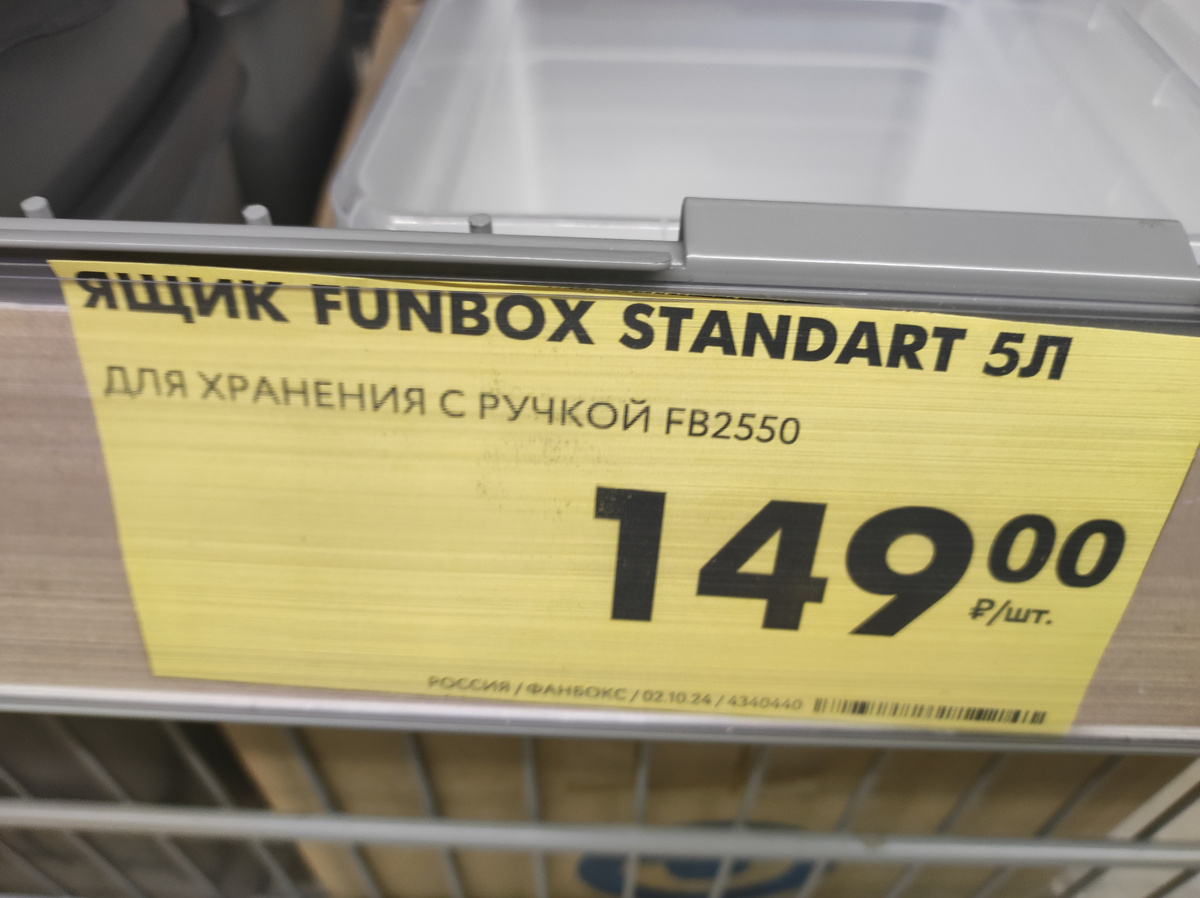 ЯЩИК FUNBOX STANDART 5Л
ДЛЯ ХРАНЕНИЯ С РУЧКОЙ FB2550
149 00
₽/шт.
РОССИЯ / ФАНБОКС / 02.10.24 / 4340440